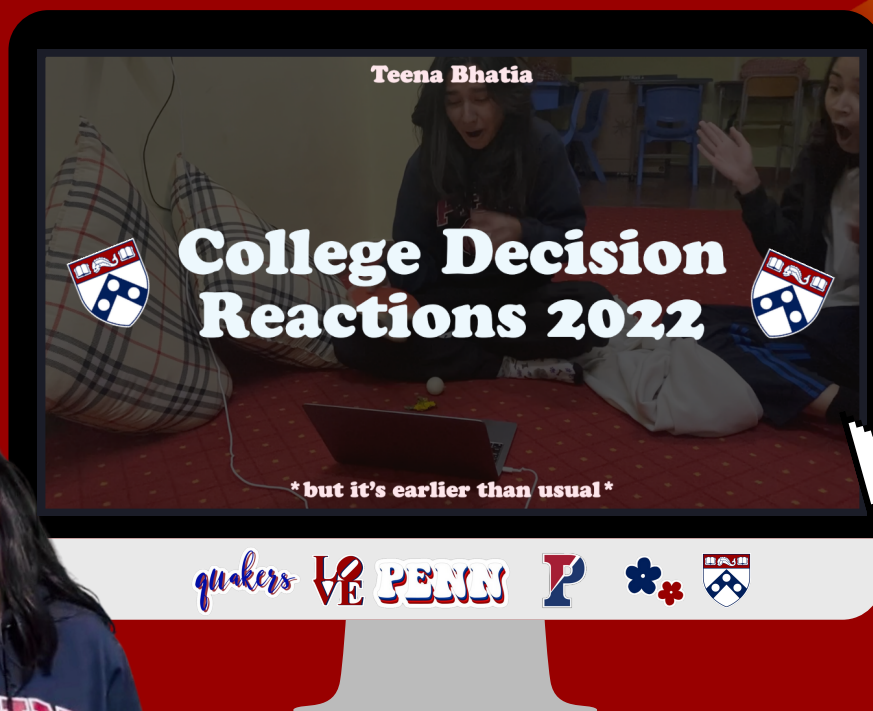 Teena Bhatia
College Decision
Reactions 2022
*but it's earlier than usual*
quakers LOVE PENN P